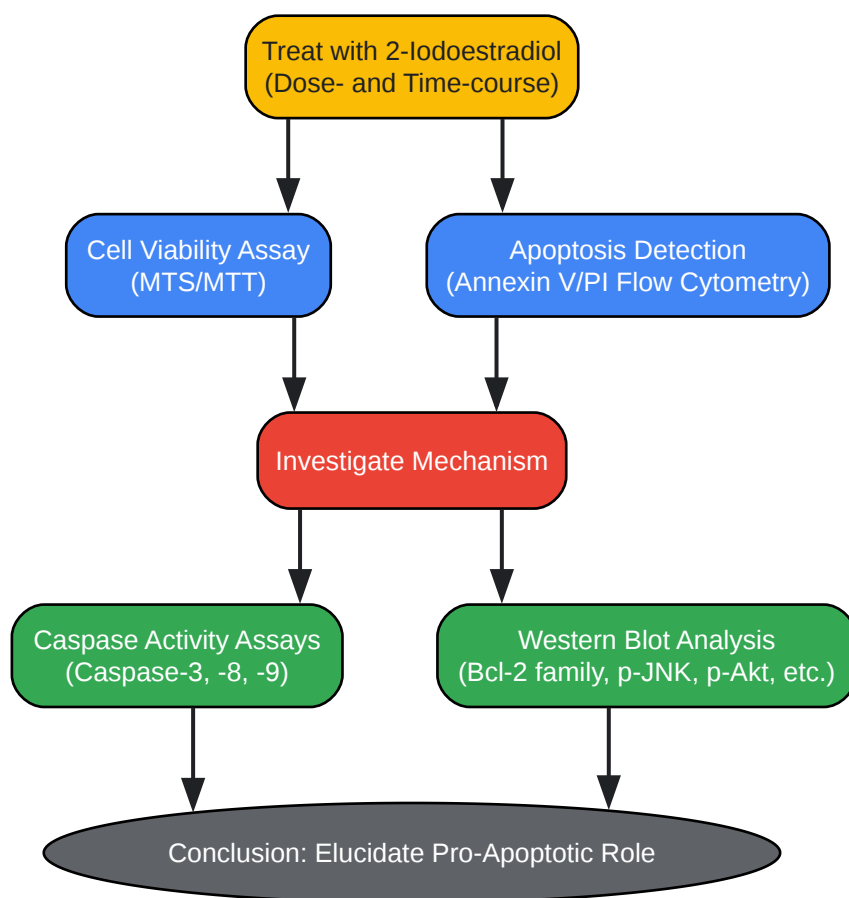 Treat with 2-Iodoestradiol
(Dose- and Time-course)
Cell Viability Assay
(MTS/MTT)
Apoptosis Detection
(Annexin V/PI Flow Cytometry)
Investigate Mechanism
Caspase Activity Assays
(Caspase-3, -8, -9)
Western Blot Analysis
(Bcl-2 family, p-JNK, p-Akt, etc.)
Conclusion: Elucidate Pro-Apoptotic Role